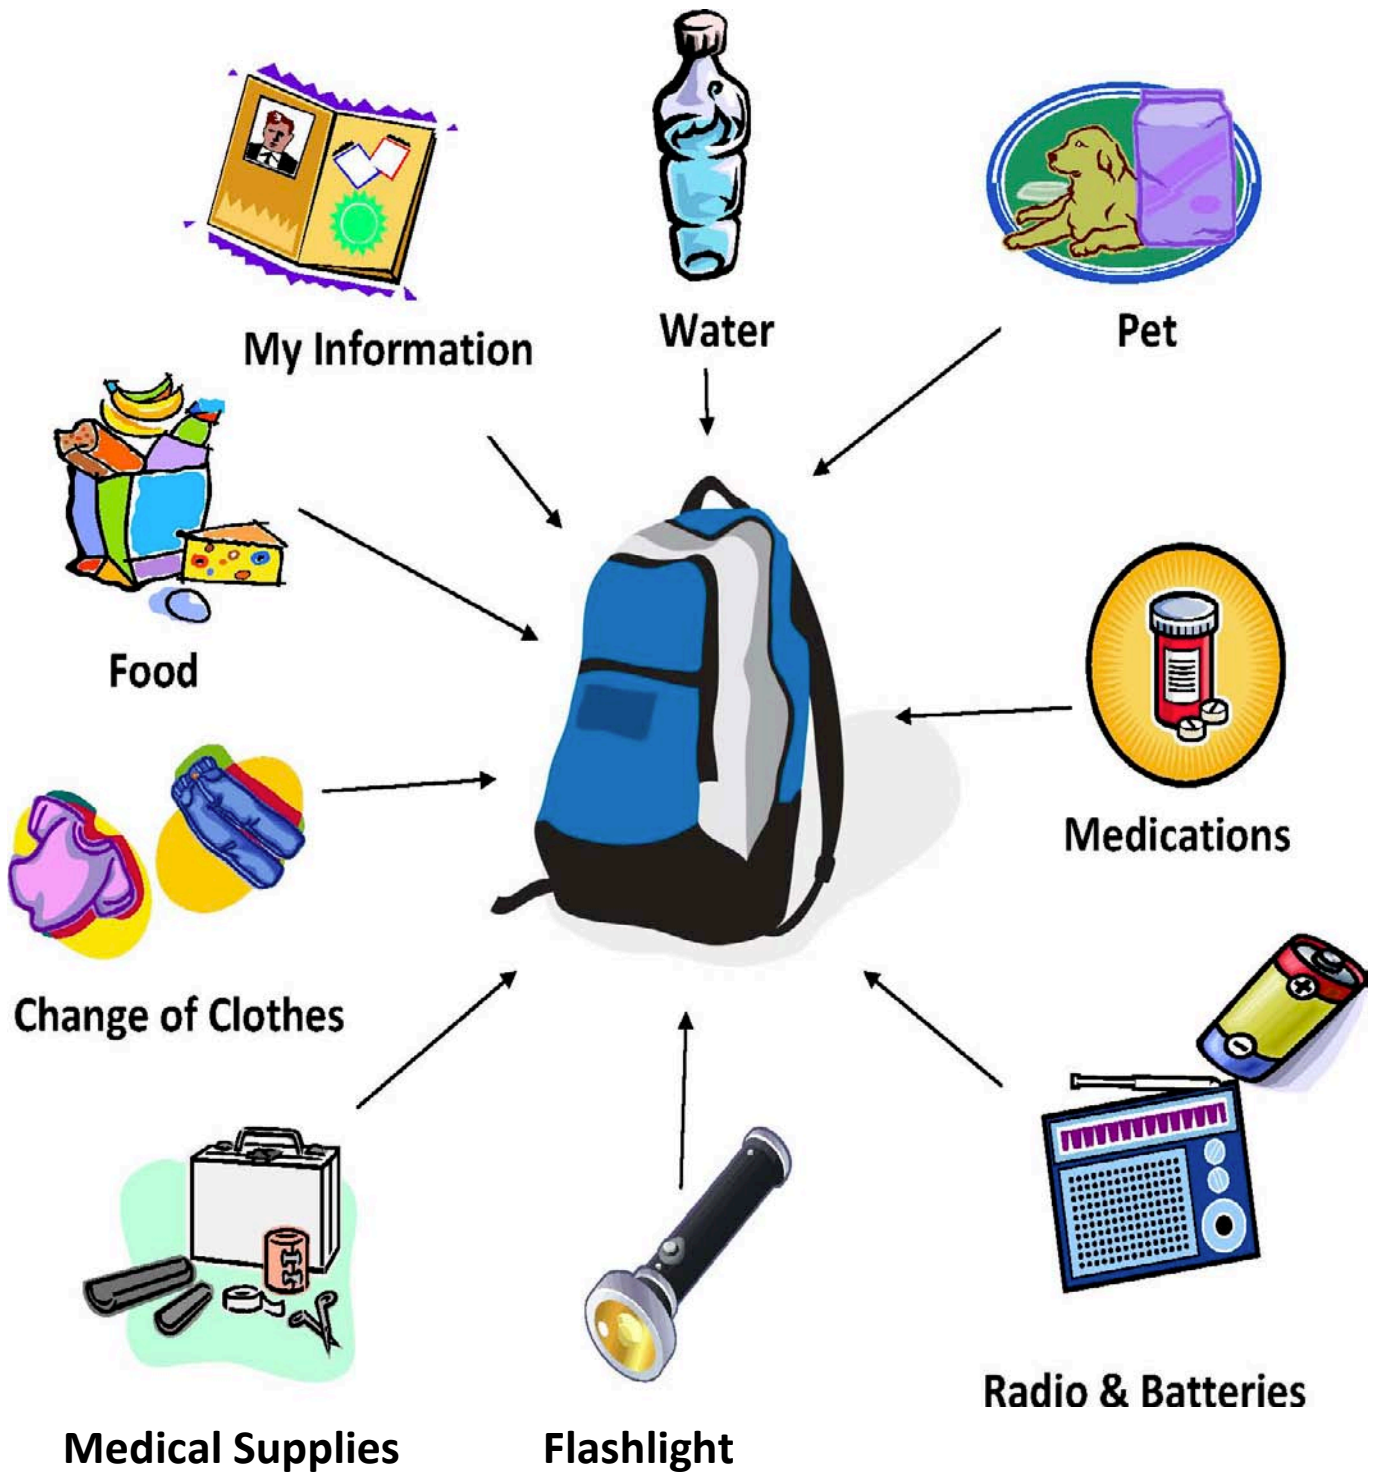 Water
Pet
My Information
Food
Medications
Change of Clothes
Radio & Batteries
Medical Supplies
Flashlight